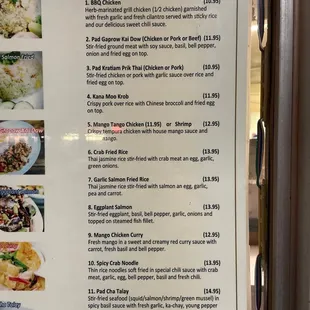 1. BBQ Chicken (10.95)
Herb-marinated grill chicken (1/2 chicken) garnished
with fresh garlic and fresh cilantro served with sticky rice
and our delicious sweet chili sauce.
2. Pad Gaprow Kai Dow (Chicken or Pork or Beef) (11.95)
Stir-fried ground meat with soy sauce, basil, bell pepper,
onion and fried egg on top.
3. Pad Kratiam Prik Thai (Chicken or Pork) (10.95)
Stir-fried chicken or pork with garlic sauce over rice and
fried egg on top.
4. Kana Moo Krob (11.95)
Crispy pork over rice with Chinese broccoli and fried egg
on top.
5. Mango Tango Chicken (11.95) or Shrimp (12.95)
Crispy tempura chicken with house mango sauce and
mango.
6. Crab Fried Rice (13.95)
Thai jasmine rice stir-fried with crab meat an egg, garlic,
green onions.
7. Garlic Salmon Fried Rice (13.95)
Thai jasmine rice stir-fried with salmon an egg, garlic,
pea and carrot.
8. Eggplant Salmon (13.95)
Stir-fried eggplant, basil, bell pepper, garlic, onions and
topped on steamed fish fillet.
9. Mango Chicken Curry (12.95)
Fresh mango in a sweet and creamy red curry sauce with
carrot, fresh basil and bell pepper.
10. Spicy Crab Noodle (13.95)
Thin rice noodles soft fried in special chili sauce with crab
meat, garlic, egg, bell pepper, fresh basil and fresh chili.
11. Pad Cha Talay (14.95)
Stir-fried seafood (squid/salmon/shrimp/green mussel) in
spicy basil sauce with fresh garlic, ka-chay, young pepper